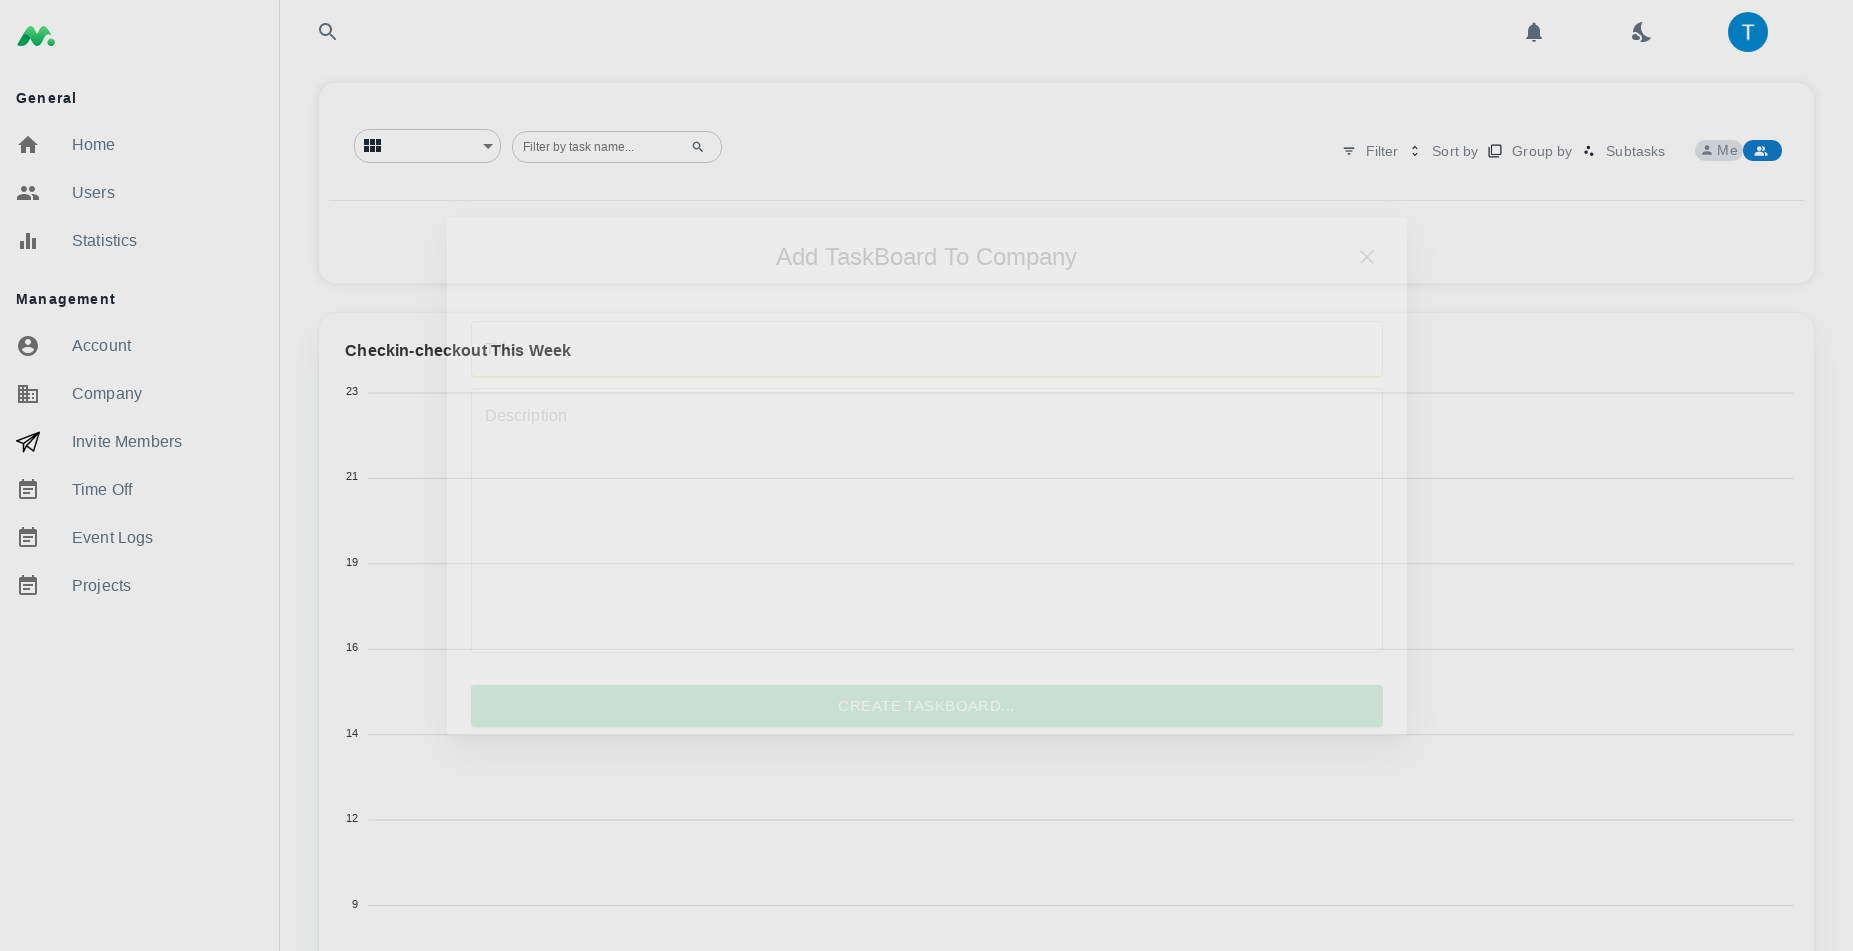 T
General
Home
Users
Statistics
Management
Account
Company
Invite Members
Time Off
Event Logs
Projects
Filter by task name...
Filter
Sort by
Group by
Subtasks
Me
Add TaskBoard To Company
Description
CREATE TASKBOARD...
Checkin-checkout This Week
23
21
19
16
14
12
9